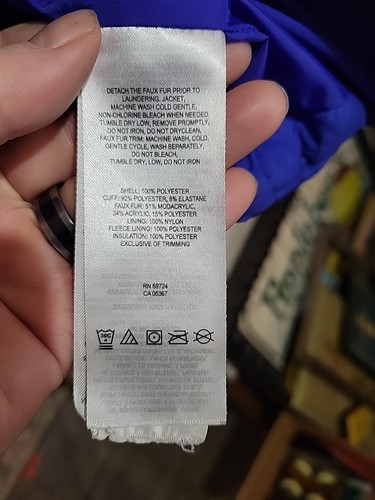 DETACH THE FAUX FUR PRIOR TO
LAUNDERING, JACKET,
MACHINE WASH COLD GENTLE,
NON-CHLORINE BLEACH WHEN NEEDED,
TUMBLE DRY LOW, REMOVE PROMPTLY,
DO NOT IRON, DO NOT DRYCLEAN,
FAUX FUR TRIM: MACHINE WASH, COLD,
GENTLE CYCLE, WASH SEPARATELY,
DO NOT BLEACH,
TUMBLE DRY, LOW, DO NOT IRON
SHELL: 100% POLYESTER
CUFF: 92% POLYESTER, 8% ELASTANE
FAUX FUR: 51% MODACRYLIC,
34% ACRYLIC, 15% POLYESTER
LINING: 100% NYLON
FLEECE LINING: 100% POLYESTER
INSULATION: 100% POLYESTER
EXCLUSIVE OF TRIMMING
RN 69724
CA 05367
30C